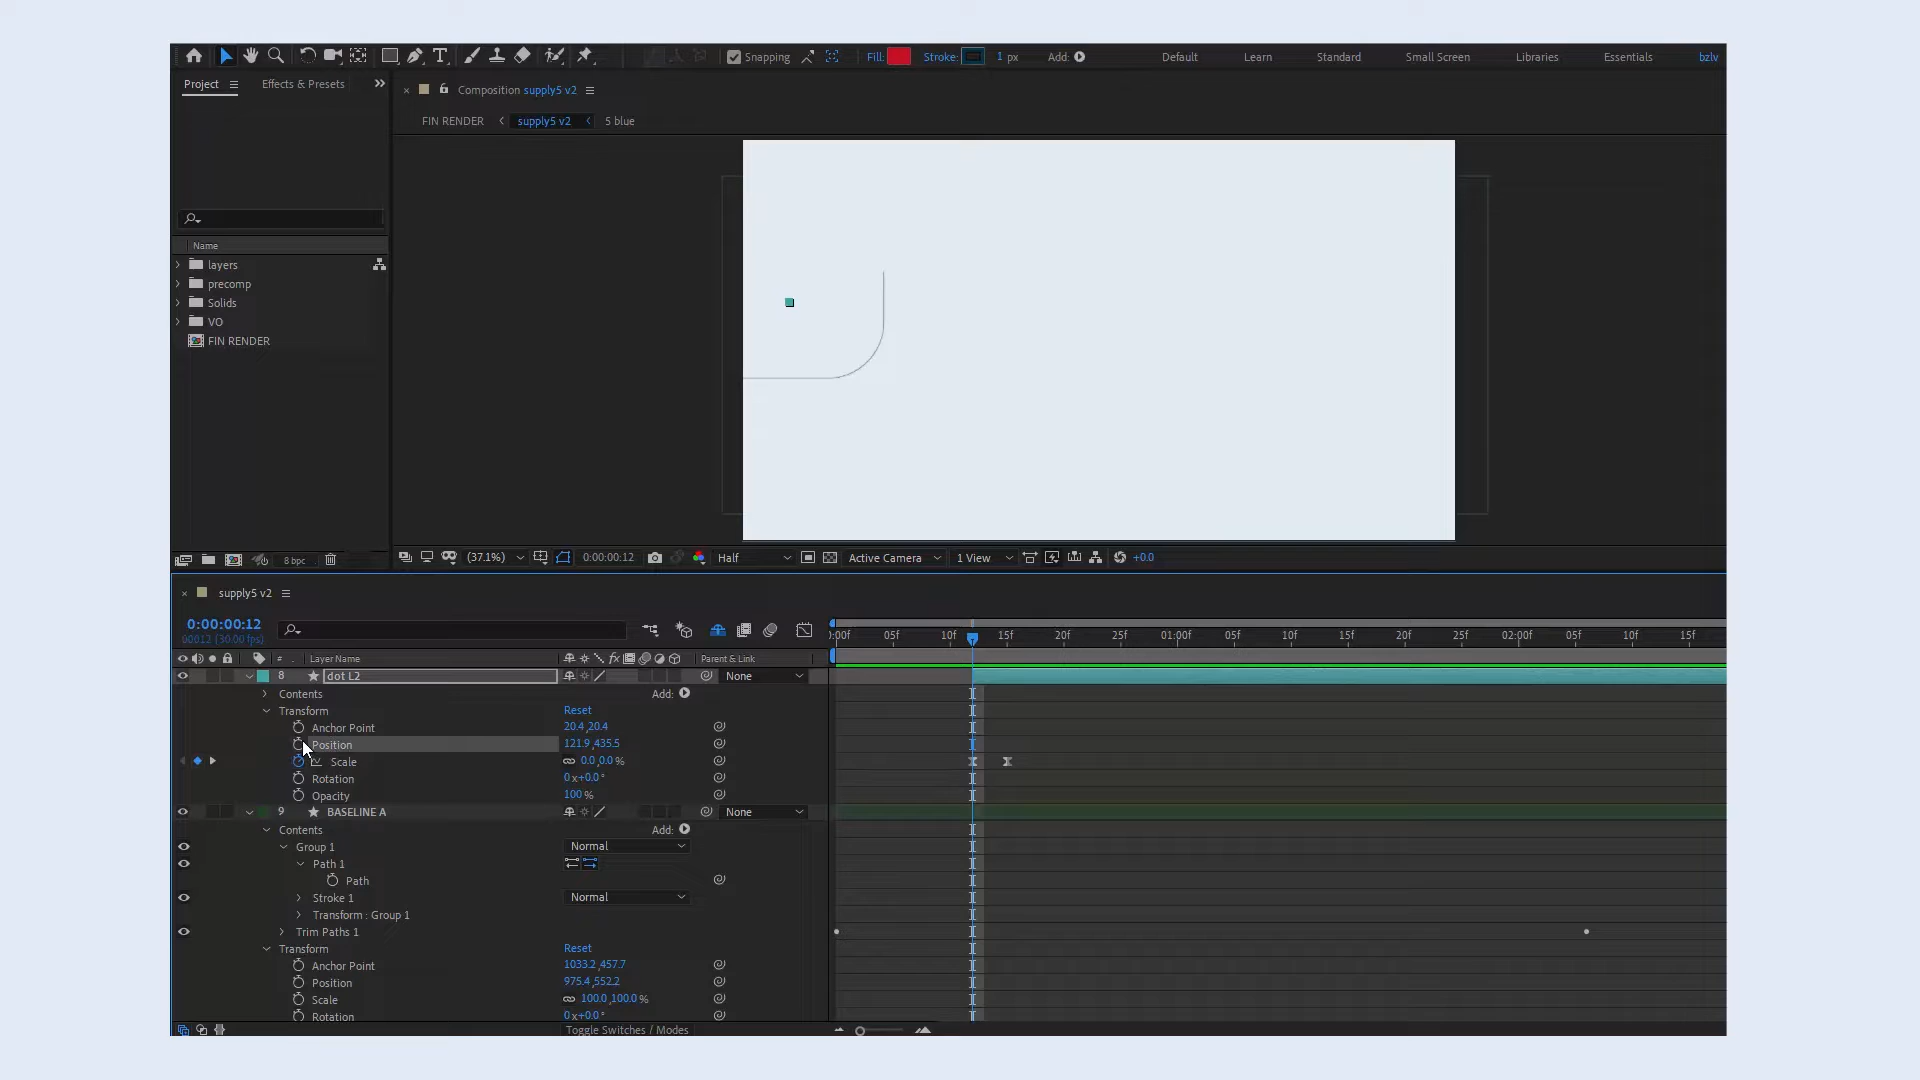 Snapping
Fill:
Stroke:
1 px
Add:
Default
Learn
Standard
Small Screen
Libraries
Essentials
bzlv
Project
Effects & Presets
Composition supply5 v2
FIN RENDER
supply5 v2
S blue
Name
layers
precomp
Solids
VO
FIN RENDER
8 bpc
(37.1%)
0:00:00:12
Half
Active Camera
1 View
+0.0
supply5 v2
0:00:00:12
00012 (30.00 fps)
:00f 05f 10f 15f 20f 25f 01:00f 05f 10f 15f 20f 25f 02:00f 05f 10f 15f
# Layer Name fx Parent & Link
8 dot L2 None
Contents Add:
Transform Reset
Anchor Point 20.4,20.4
Position 121.9,435.5
Scale 0.0,0.0 %
Rotation 0x+0.0°
Opacity 100 %
9 BASELINE A None
Contents Add:
Group 1 Normal
Path 1
Path
Stroke 1 Normal
Transform : Group 1
Trim Paths 1
Transform Reset
Anchor Point 1033.2,457.7
Position 975.4,552.2
Scale 100.0,100.0 %
Rotation 0x+0.0°
Toggle Switches / Modes